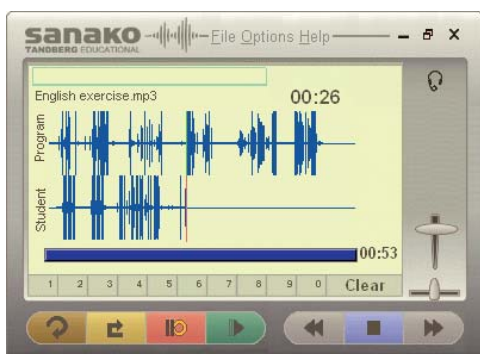 sanako File Options Help
TANDBERG EDUCATIONAL
English exercise.mp3 00:26
Program
Student
00:53
1 2 3 4 5 6 7 8 9 0 Clear